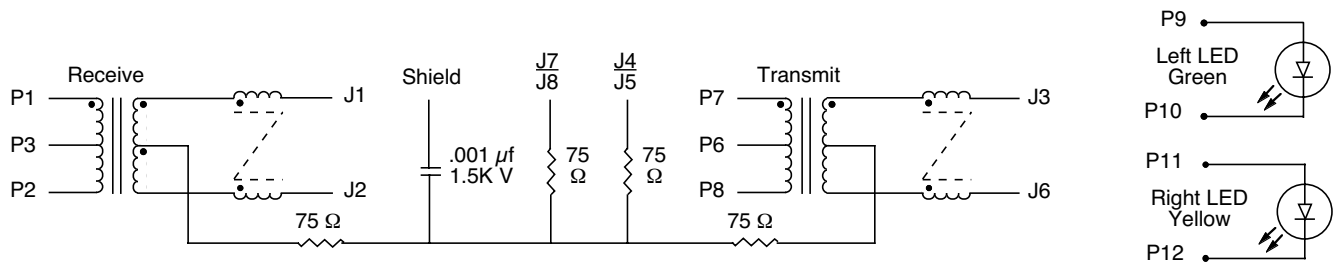 Receive
P1
P3
P2
J1
J2
75 Ω
Shield
.001 µf
1.5K V
J7
J8
75
Ω
J4
J5
75
Ω
Transmit
P7
P6
P8
J3
J6
75 Ω
P9
Left LED
Green
P10
P11
Right LED
Yellow
P12